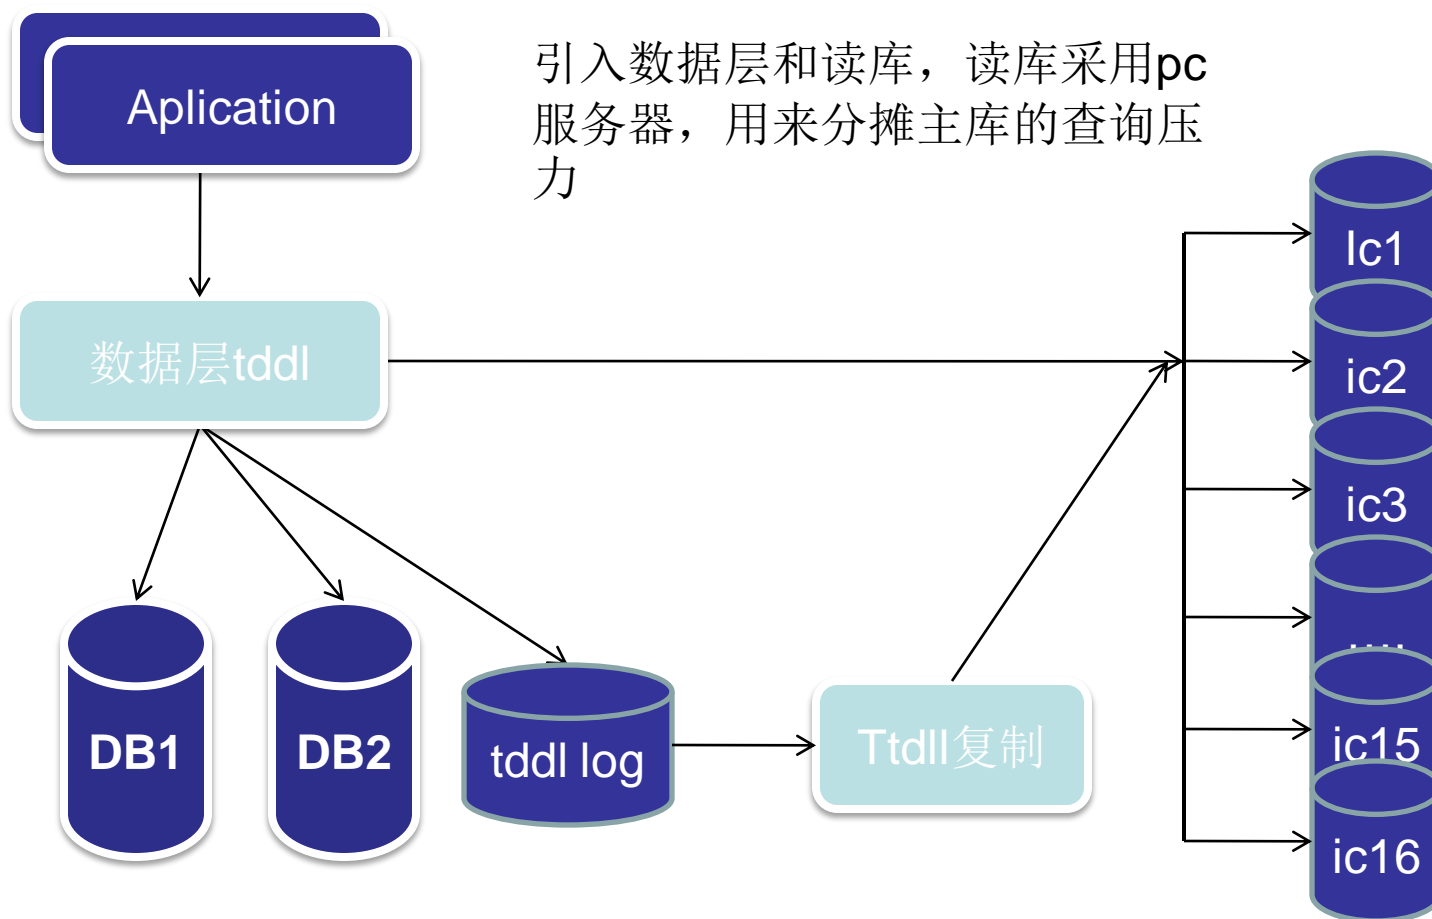 引入数据层和读库，读库采用pc
服务器，用来分摊主库的查询压
力
Aplication
数据层tddl
DB1
DB2
tddl log
Ttdll复制
Ic1
ic2
ic3
....
ic15
ic16